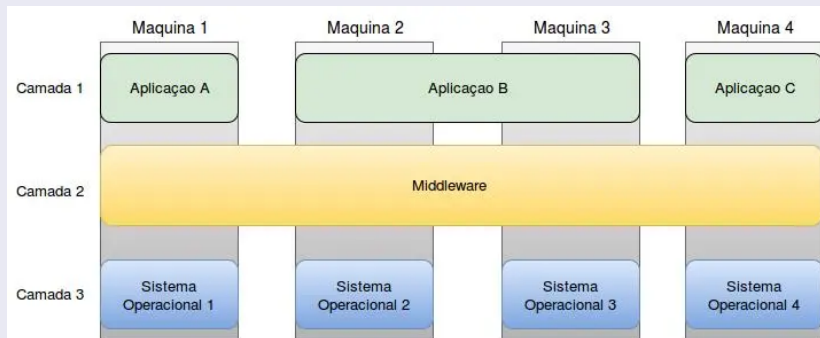 Maquina 1
Maquina 2
Maquina 3
Maquina 4
Camada 1
Aplicaçao A
Aplicaçao B
Aplicaçao C
Camada 2
Middleware
Camada 3
Sistema
Operacional 1
Sistema
Operacional 2
Sistema
Operacional 3
Sistema
Operacional 4